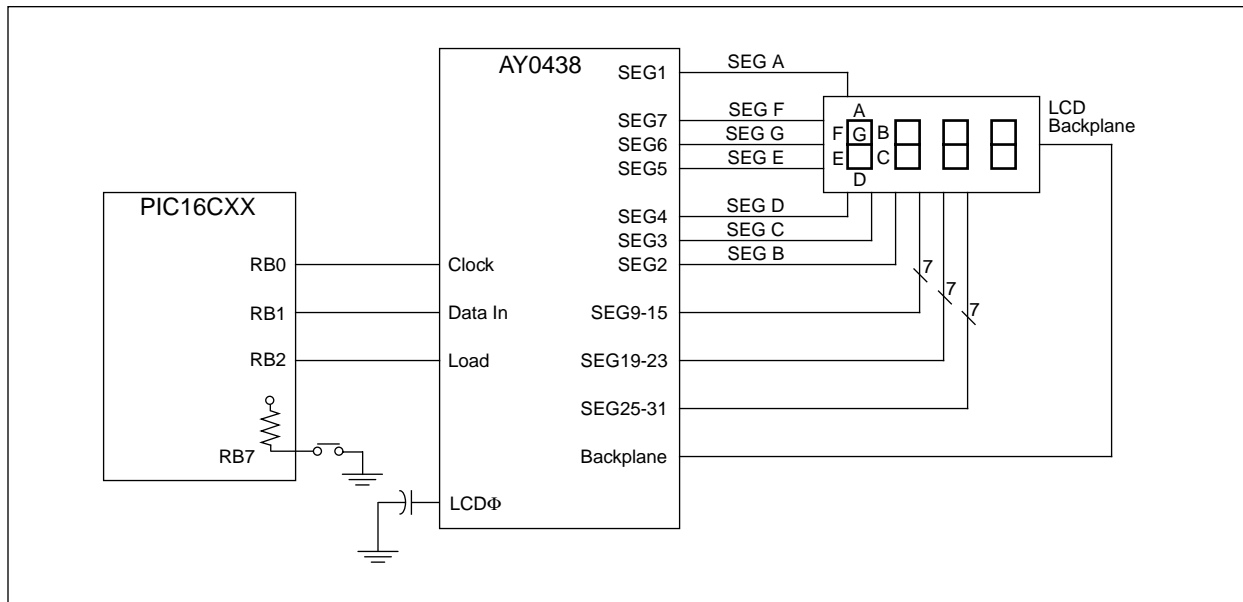 AY0438
SEG1
SEG A
SEG7
SEG F
SEG6
SEG G
SEG5
SEG E
SEG4
SEG D
SEG3
SEG C
SEG2
SEG B
SEG9-15
SEG19-23
SEG25-31
Backplane
Clock
Data In
Load
LCDΦ
PIC16CXX
RB0
RB1
RB2
RB7
A
F G B
E C
D
LCD
Backplane
7
7
7